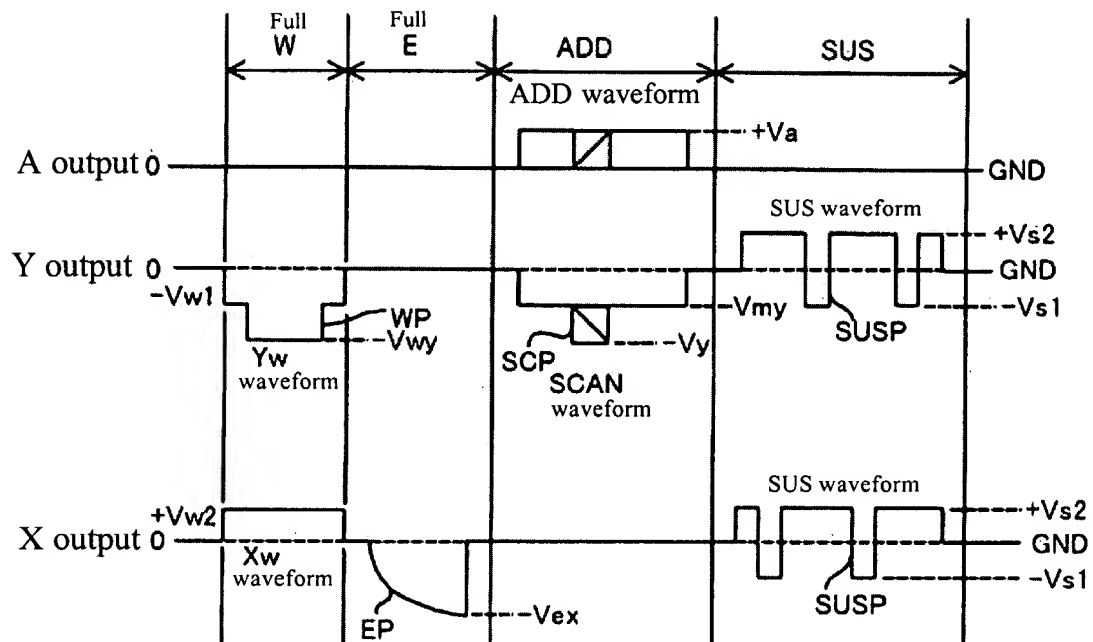 Full
W
Full
E
ADD
SUS
ADD waveform
+Va
A output 0
GND
SUS waveform
+Vs2
Y output 0
GND
-Vw1
WP
-Vwy
Yw
waveform
Vmy
SCP
-Vy
SCAN
waveform
SUSP
-Vs1
SUS waveform
+Vw2
+Vs2
X output 0
GND
Xw
waveform
-Vs1
EP
-Vex
SUSP